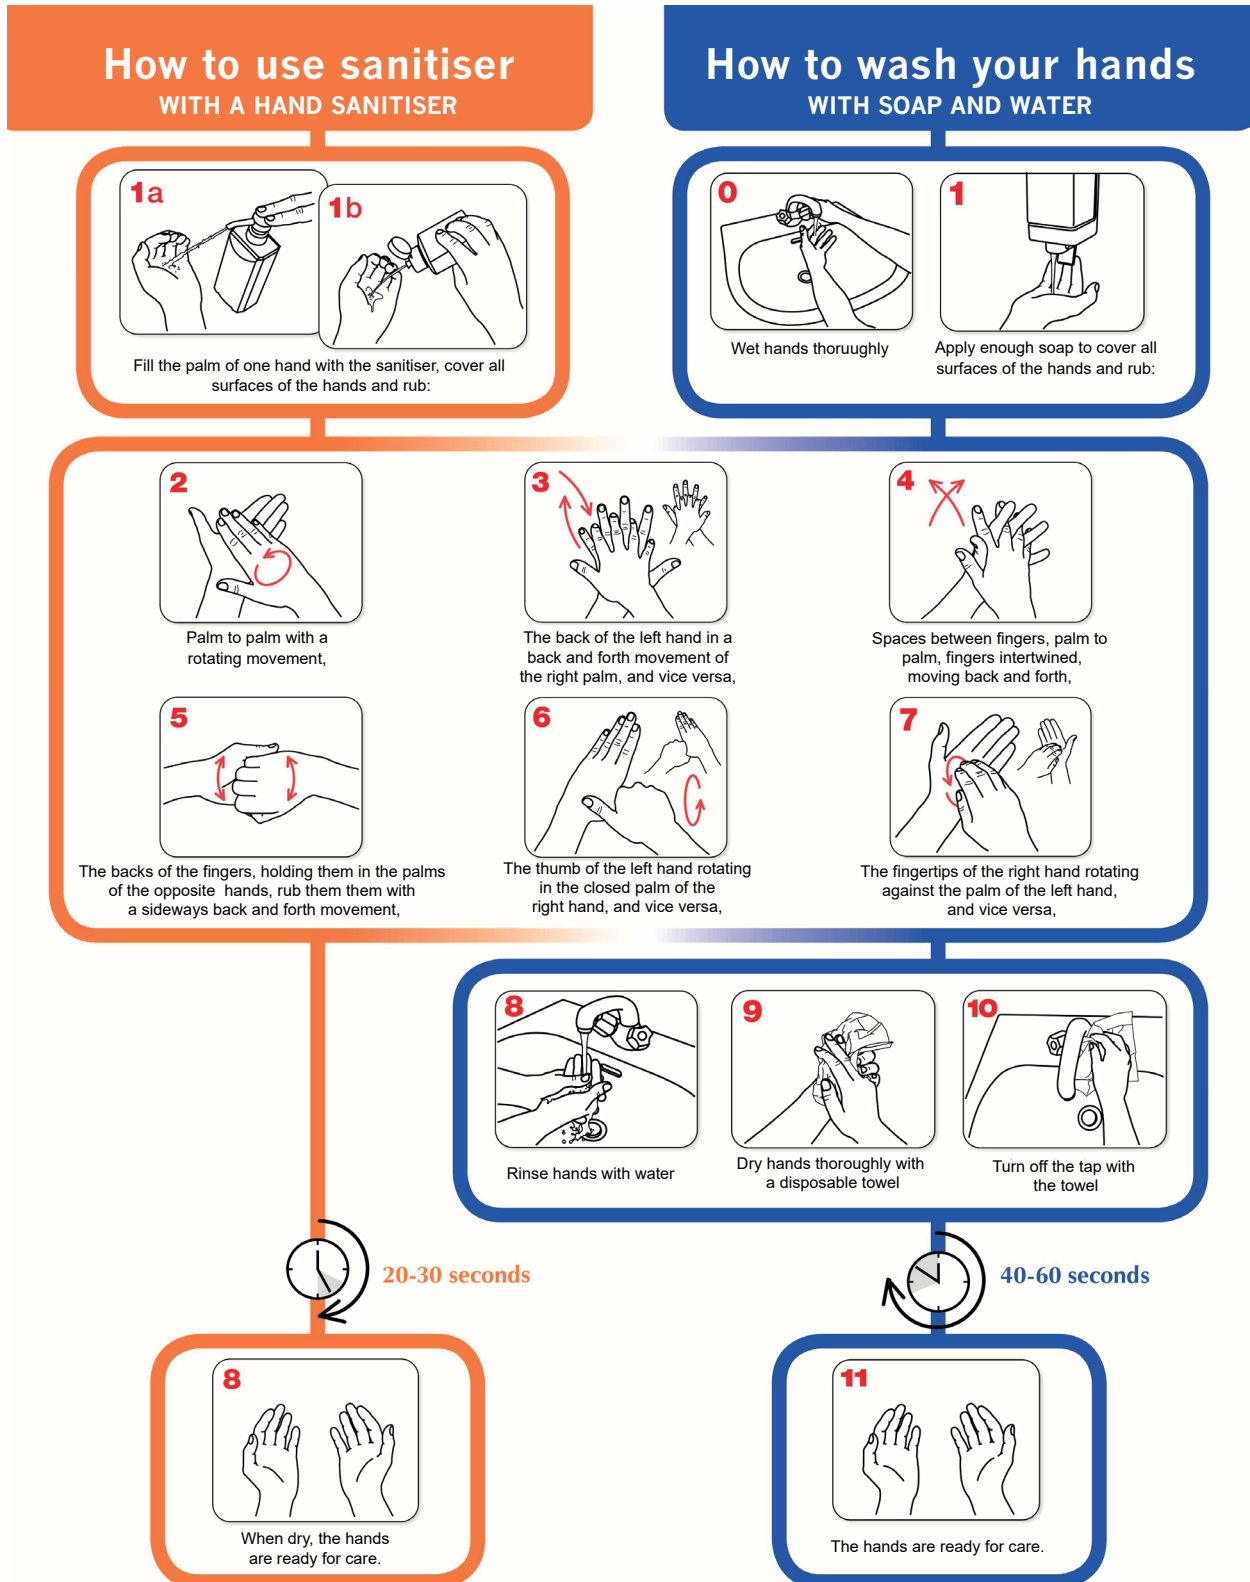 How to use sanitiser
WITH A HAND SANITISER
How to wash your hands
WITH SOAP AND WATER
1a
1b
Fill the palm of one hand with the sanitiser, cover all
surfaces of the hands and rub:
0
Wet hands thoruughly
1
Apply enough soap to cover all
surfaces of the hands and rub:
2
Palm to palm with a
rotating movement,
3
The back of the left hand in a
back and forth movement of
the right palm, and vice versa,
4
Spaces between fingers, palm to
palm, fingers intertwined,
moving back and forth,
5
The backs of the fingers, holding them in the palms
of the opposite hands, rub them them with
a sideways back and forth movement,
6
The thumb of the left hand rotating
in the closed palm of the
right hand, and vice versa,
7
The fingertips of the right hand rotating
against the palm of the left hand,
and vice versa,
8
Rinse hands with water
9
Dry hands thoroughly with
a disposable towel
10
Turn off the tap with
the towel
20-30 seconds
40-60 seconds
8
When dry, the hands
are ready for care.
11
The hands are ready for care.